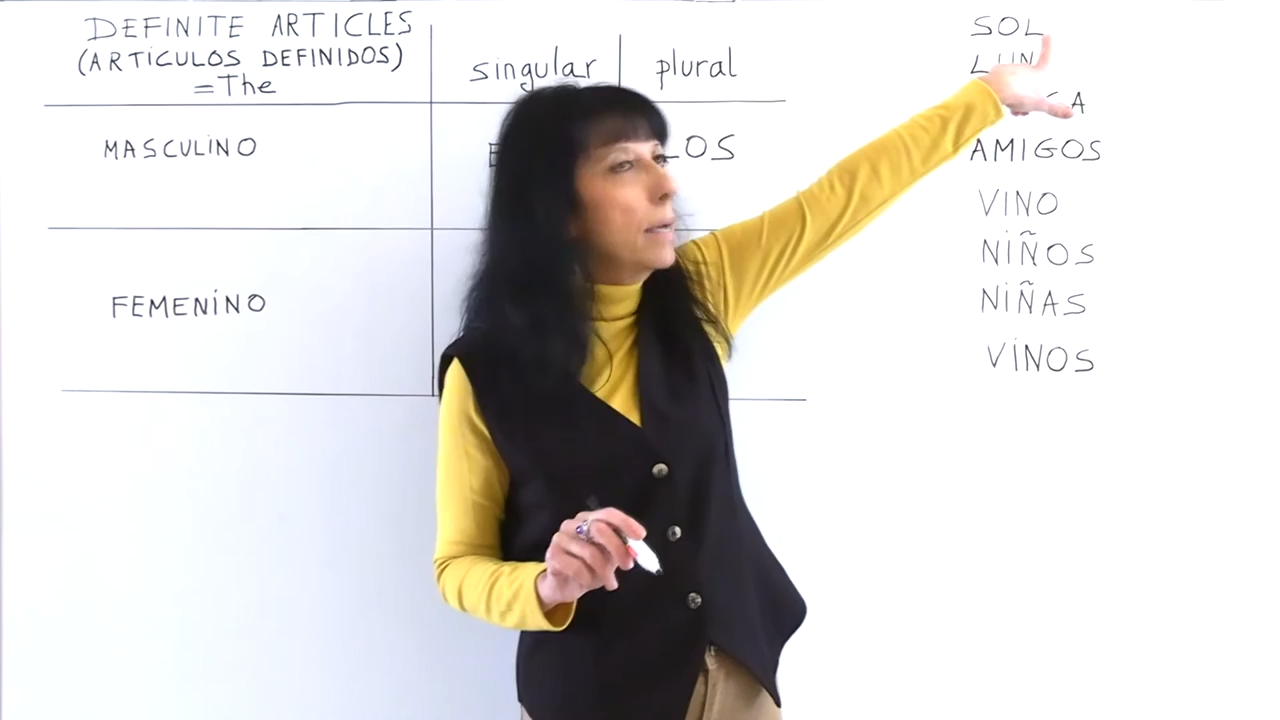 DEFINITE ARTICLES
(ARTiCULOS DEFiNiDOS)
=The
singular
plural
MASCULiNO
LOS
FEMENiNO
SOL
AMIGOS
VINO
NiÑOS
NiÑAS
ViNOS